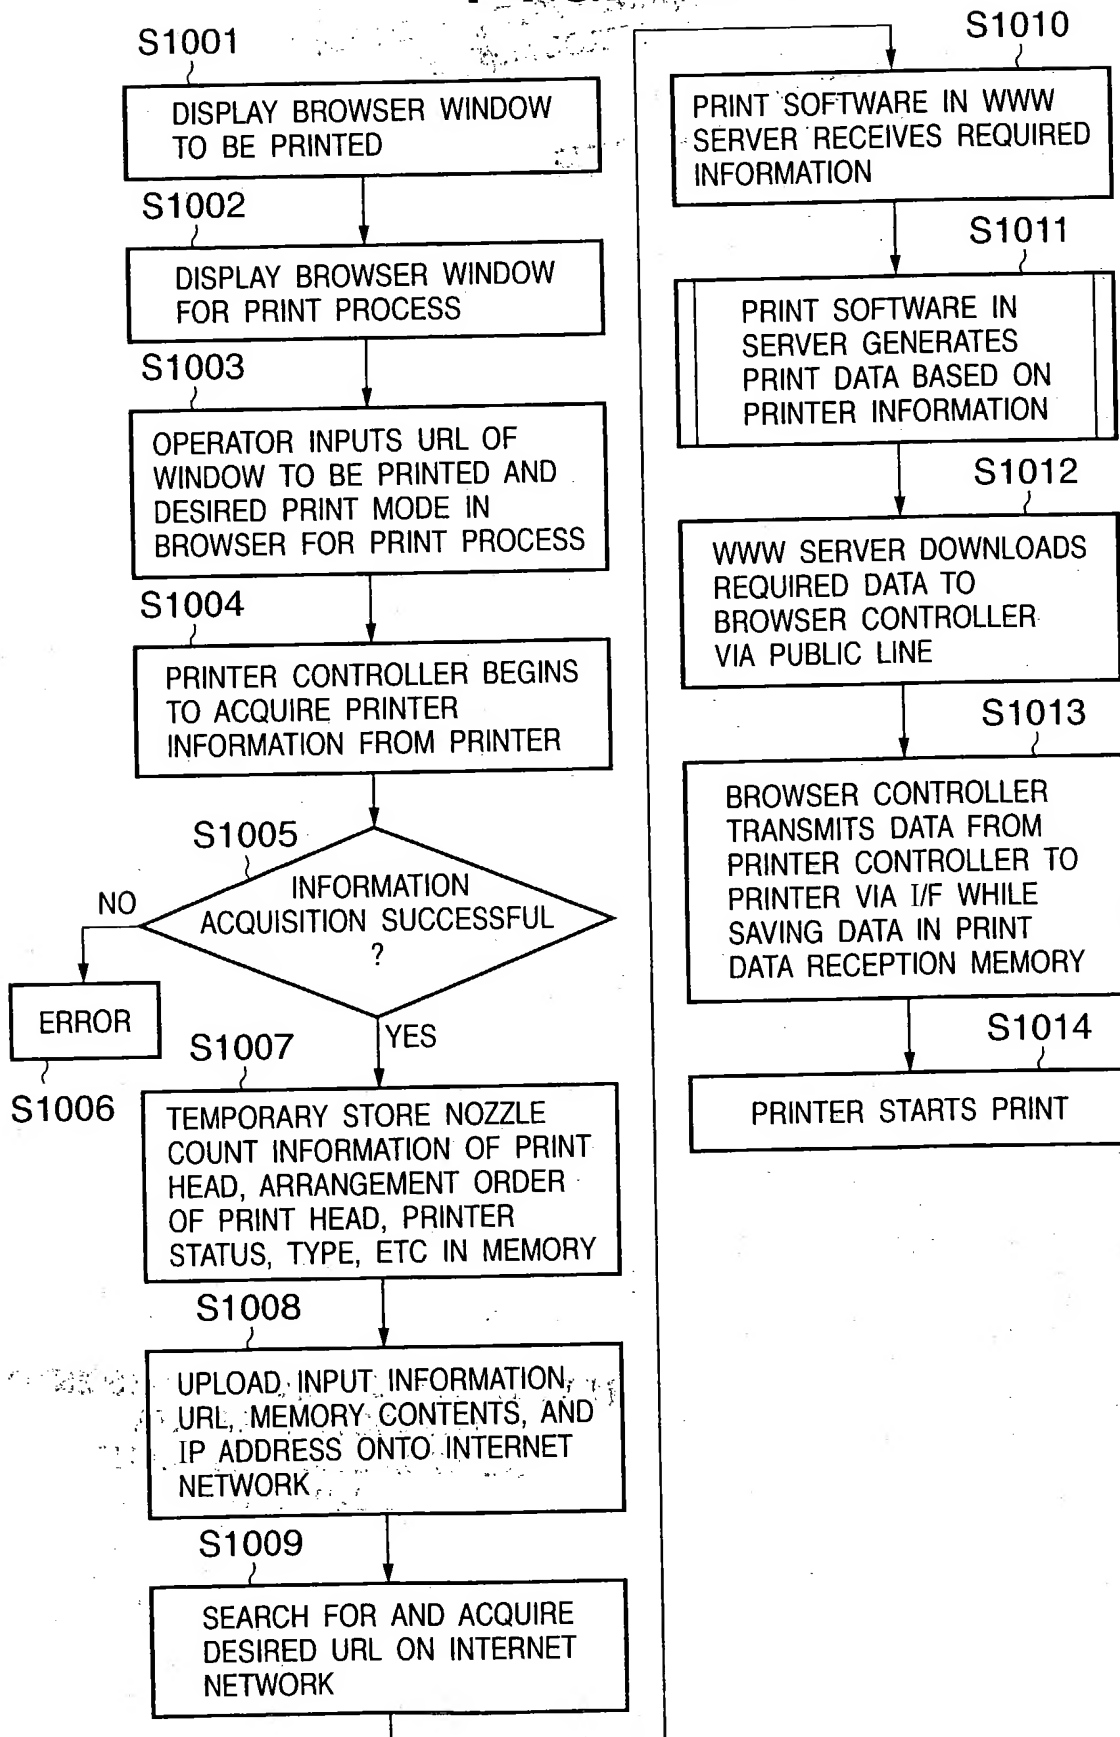 S1001
DISPLAY BROWSER WINDOW
TO BE PRINTED
S1002
DISPLAY BROWSER WINDOW
FOR PRINT PROCESS
S1003
OPERATOR INPUTS URL OF
WINDOW TO BE PRINTED AND
DESIRED PRINT MODE IN
BROWSER FOR PRINT PROCESS
S1004
PRINTER CONTROLLER BEGINS
TO ACQUIRE PRINTER
INFORMATION FROM PRINTER
S1005
INFORMATION
ACQUISITION SUCCESSFUL
?
NO
ERROR
S1006
YES
S1007
TEMPORARY STORE NOZZLE
COUNT INFORMATION OF PRINT
HEAD, ARRANGEMENT ORDER
OF PRINT HEAD, PRINTER
STATUS, TYPE, ETC IN MEMORY
S1008
UPLOAD INPUT INFORMATION,
URL, MEMORY CONTENTS, AND
IP ADDRESS ONTO INTERNET
NETWORK
S1009
SEARCH FOR AND ACQUIRE
DESIRED URL ON INTERNET
NETWORK
S1010
PRINT SOFTWARE IN WWW
SERVER RECEIVES REQUIRED
INFORMATION
S1011
PRINT SOFTWARE IN
SERVER GENERATES
PRINT DATA BASED ON
PRINTER INFORMATION
S1012
WWW SERVER DOWNLOADS
REQUIRED DATA TO
BROWSER CONTROLLER
VIA PUBLIC LINE
S1013
BROWSER CONTROLLER
TRANSMITS DATA FROM
PRINTER CONTROLLER TO
PRINTER VIA I/F WHILE
SAVING DATA IN PRINT
DATA RECEPTION MEMORY
S1014
PRINTER STARTS PRINT